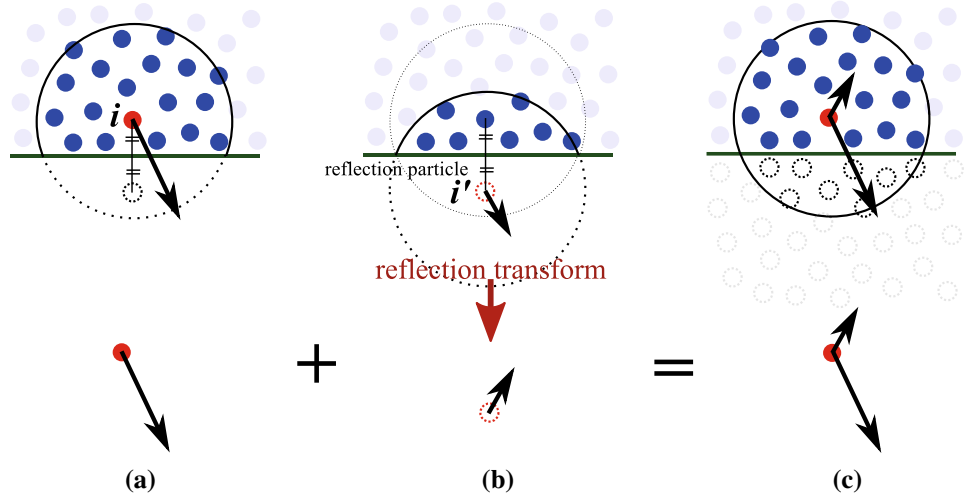 i
reflection particle
i′
reflection transform
+
=
(a)
(b)
(c)